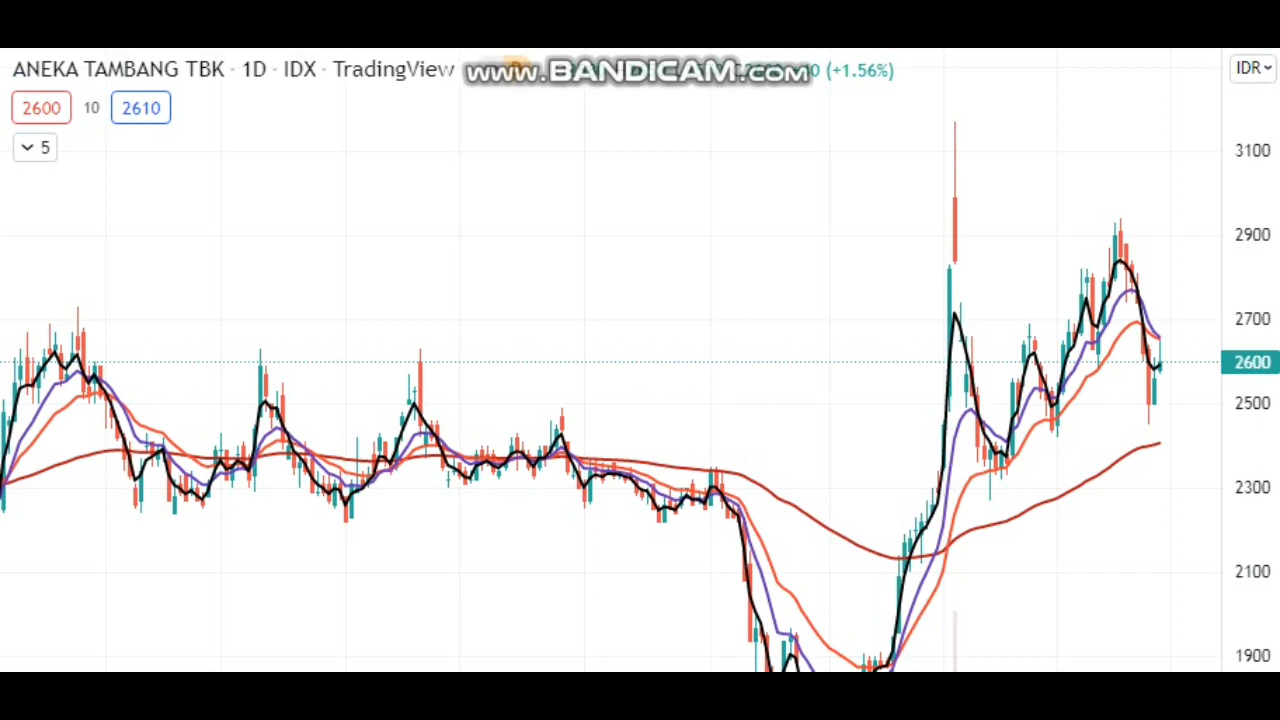 ANEKA TAMBANG TBK · 1D · IDX · TradingView
www.BANDICAM.com
(+1.56%)
IDR
2600 10 2610
5
3100
2900
2700
2600
2500
2300
2100
1900